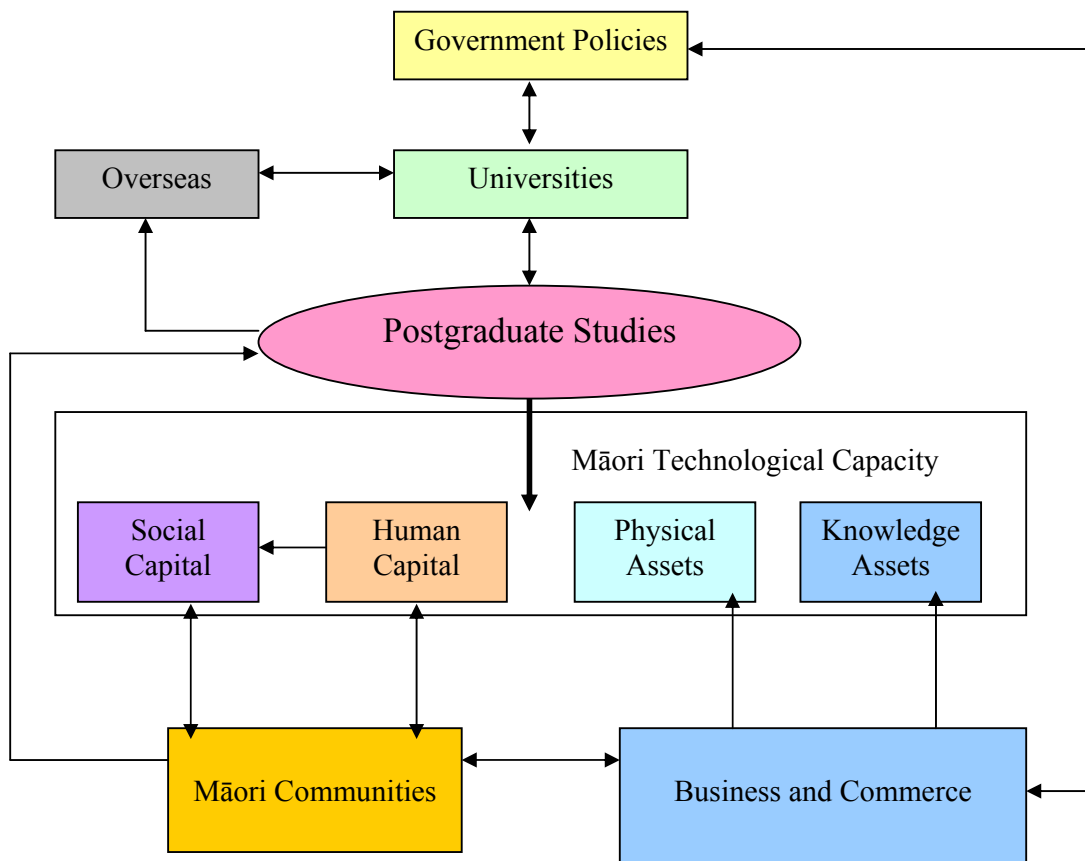 Government Policies
Overseas
Universities
Postgraduate Studies
Māori Technological Capacity
Social
Capital
Human
Capital
Physical
Assets
Knowledge
Assets
Māori Communities
Business and Commerce